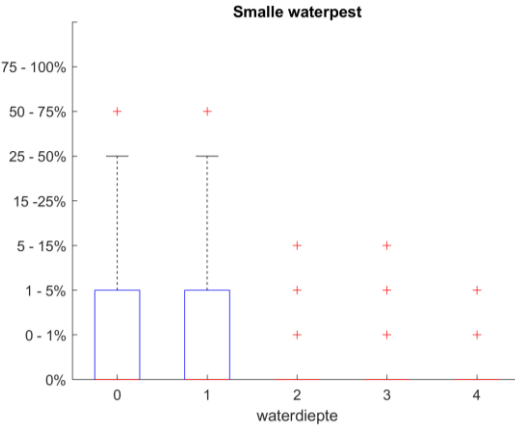 Smalle waterpest
75 - 100%
50 - 75%
25 - 50%
15 -25%
5 - 15%
1 - 5%
0 - 1%
0%
0 1 2 3 4
waterdiepte